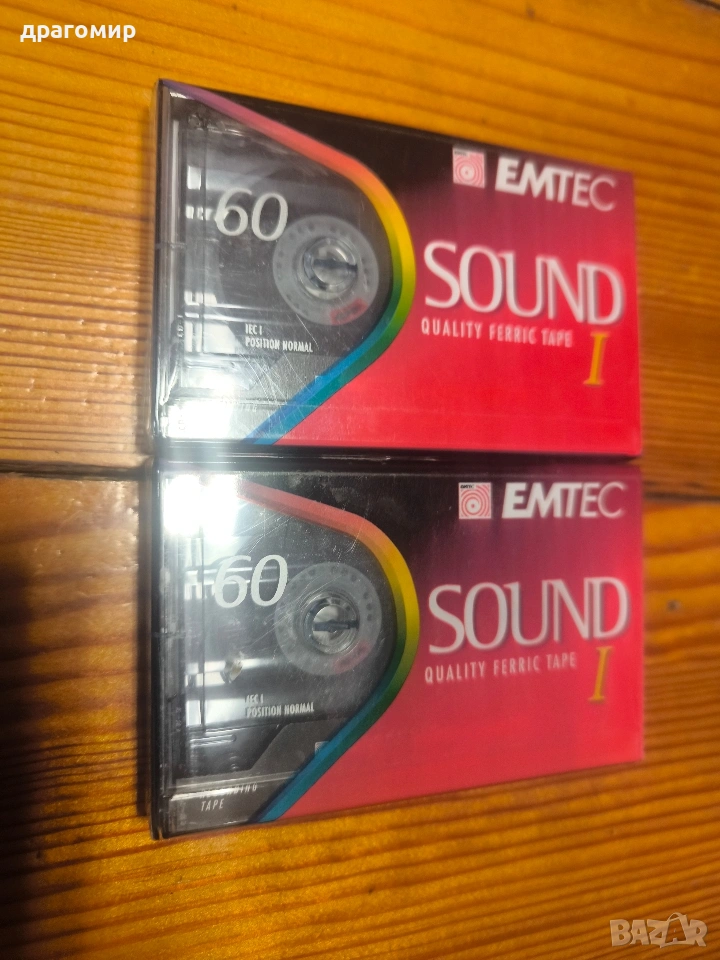 драгомир
EMTEC
60
SOUND
QUALITY FERRIC TAPE
I
IEC I
POSITION NORMAL
EMTEC
60
SOUND
QUALITY FERRIC TAPE
I
IEC I
POSITION NORMAL
TAPE
BAZAR